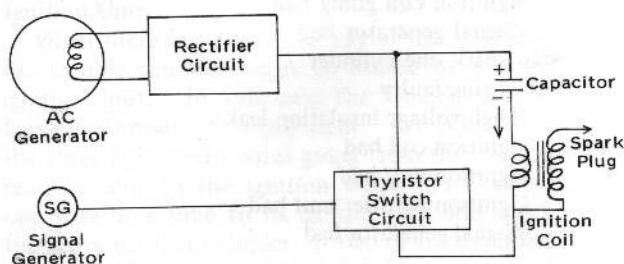 AC
Generator
Rectifier
Circuit
+
−
Capacitor
Spark
Plug
Ignition
Coil
Thyristor
Switch
Circuit
SG
Signal
Generator